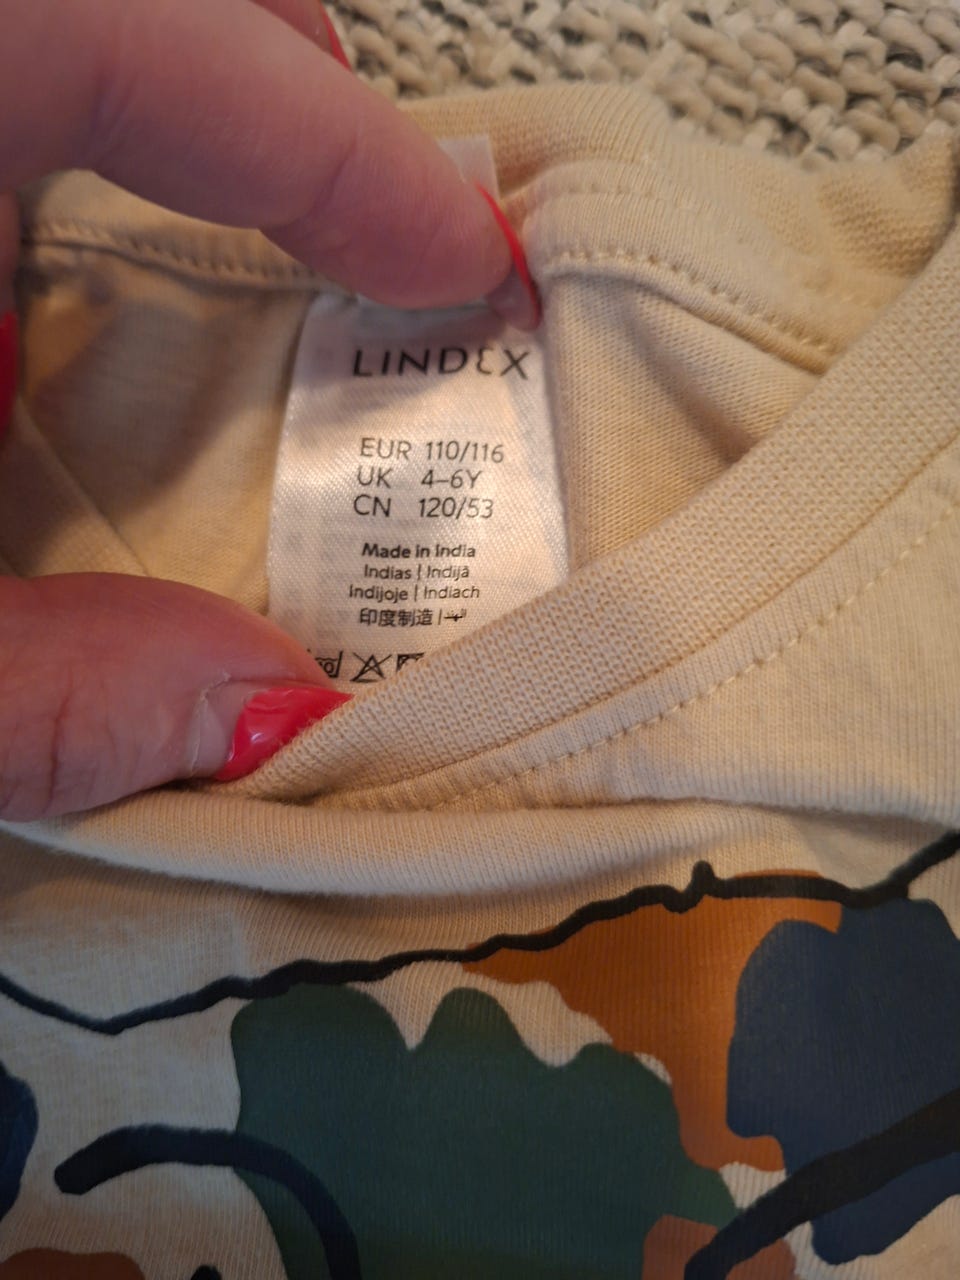 LINDEX
EUR 110/116
UK 4–6Y
CN 120/53
Made in India
Indias | Indijā
Indijoje | Indiach
印度制造 | الهند